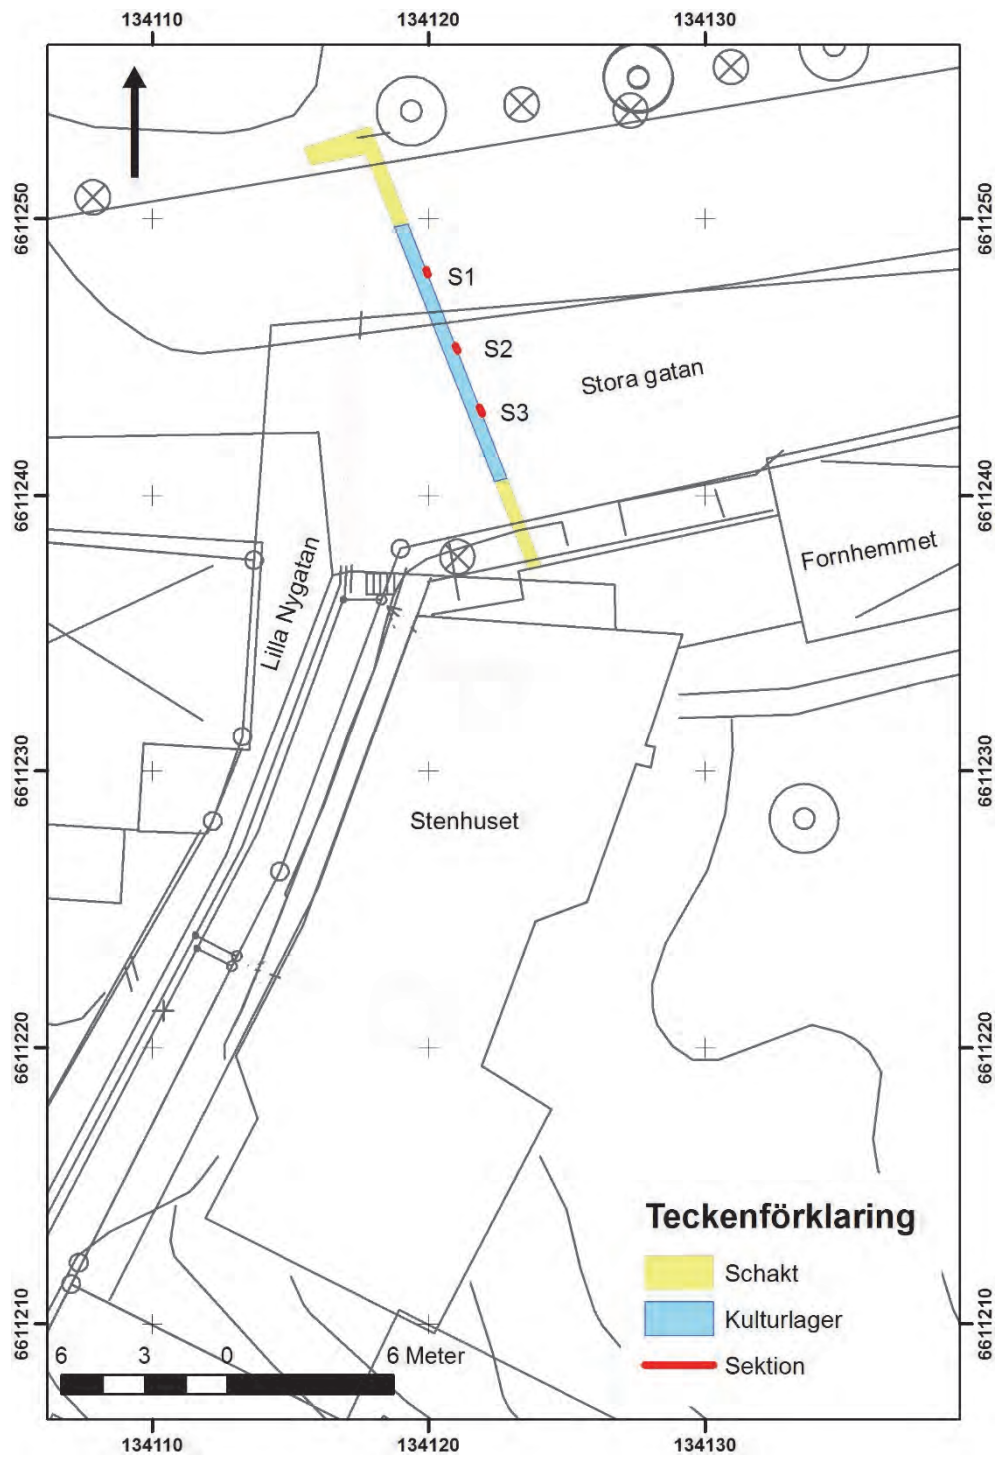 134110 134120 134130
6611250 6611250
S1
S2
Stora gatan
S3
6611240 6611240
Fornhemmet
Lilla Nygatan
6611230 6611230
Stenhuset
6611220 6611220
Teckenförklaring
Schakt
Kulturlager
Sektion
6611210 6611210
6 3 0 6 Meter
134110 134120 134130